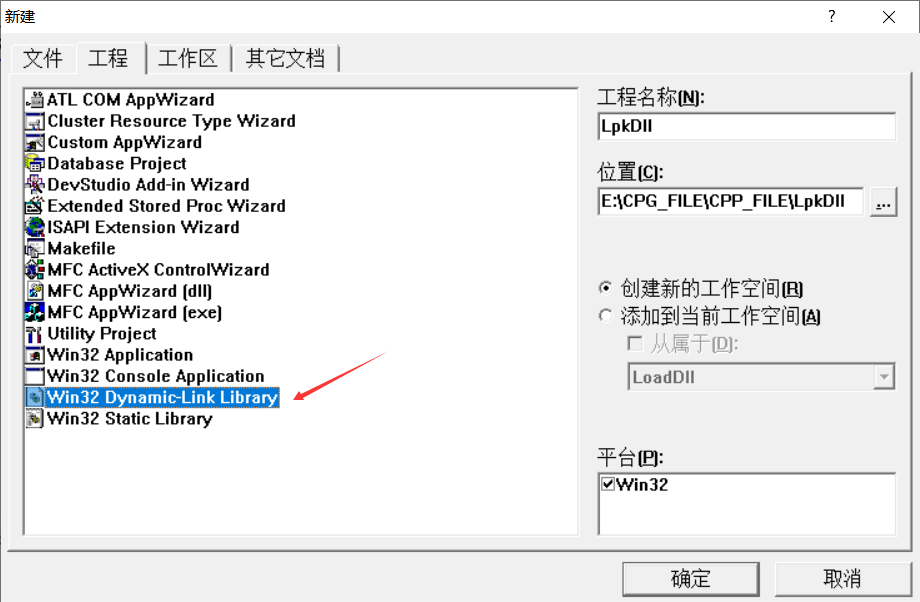 新建
?
文件 工程 工作区 其它文档
ATL COM AppWizard
Cluster Resource Type Wizard
Custom AppWizard
Database Project
DevStudio Add-in Wizard
Extended Stored Proc Wizard
ISAPI Extension Wizard
Makefile
MFC ActiveX ControlWizard
MFC AppWizard (dll)
MFC AppWizard (exe)
Utility Project
Win32 Application
Win32 Console Application
Win32 Dynamic-Link Library
Win32 Static Library
工程名称(N):
LpkDll
位置(C):
E:\CPG_FILE\CPP_FILE\LpkDll
...
创建新的工作空间(R)
添加到当前工作空间(A)
从属于(D):
LoadDll
平台(P):
Win32
确定 取消